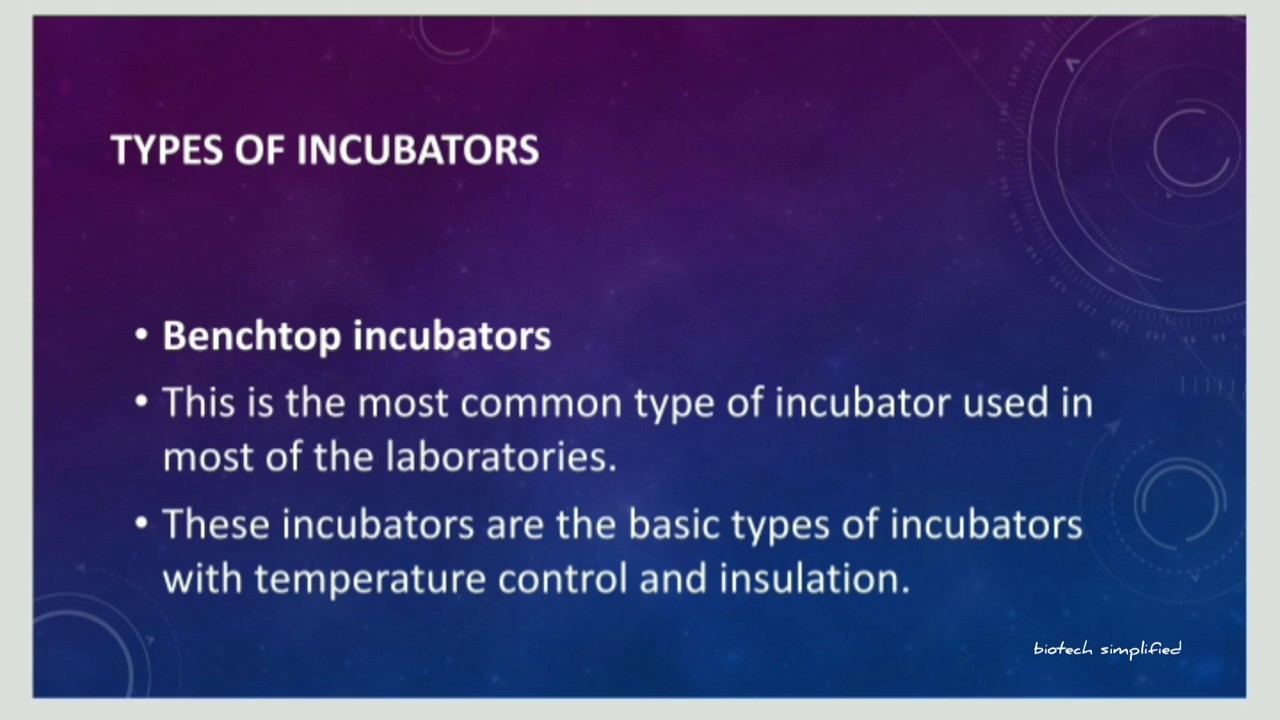 TYPES OF INCUBATORS
• Benchtop incubators
• This is the most common type of incubator used in
most of the laboratories.
• These incubators are the basic types of incubators
with temperature control and insulation.
biotech simplified